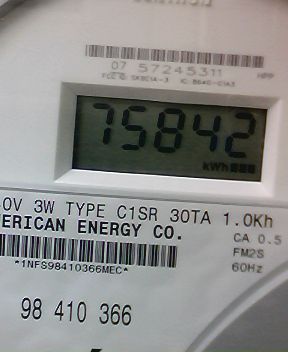 07 57245311
75842
kWh
0V 3W TYPE C1SR 30TA 1.0Kh
ERICAN ENERGY CO.
CA 0.5
FM2S
60Hz
*1NFS98410366MEC*
98 410 366